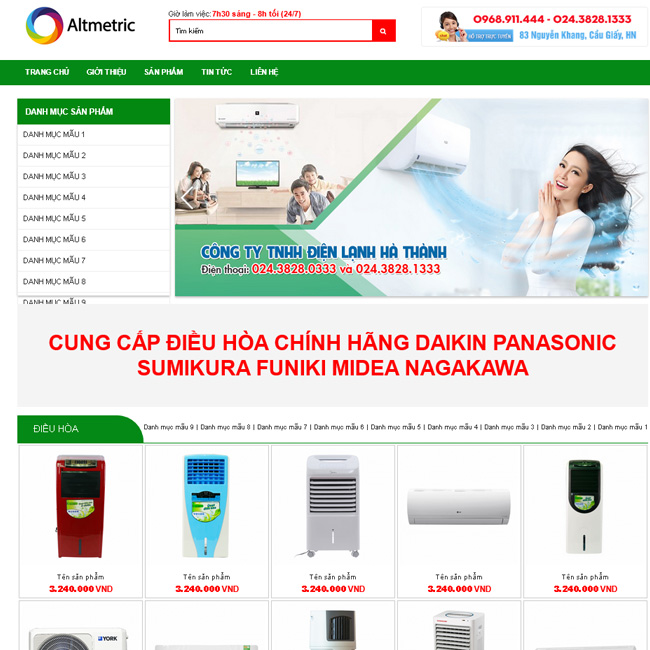 Altmetric
Giờ làm việc: 7h30 sáng - 8h tối (24/7)
Tìm kiếm
0968.911.444 - 024.3828.1333
HỖ TRỢ TRỰC TUYẾN
83 Nguyễn Khang, Cầu Giấy, HN
TRANG CHỦ GIỚI THIỆU SẢN PHẨM TIN TỨC LIÊN HỆ
DANH MỤC SẢN PHẨM
DANH MỤC MẪU 1
DANH MỤC MẪU 2
DANH MỤC MẪU 3
DANH MỤC MẪU 4
DANH MỤC MẪU 5
DANH MỤC MẪU 6
DANH MỤC MẪU 7
DANH MỤC MẪU 8
DANH MỤC MẪU 9
CÔNG TY TNHH ĐIỆN LẠNH HÀ THÀNH
Điện thoại: 024.3828.0333 và 024.3828.1333
CUNG CẤP ĐIỀU HÒA CHÍNH HÃNG DAIKIN PANASONIC
SUMIKURA FUNIKI MIDEA NAGAKAWA
ĐIỀU HÒA
Danh mục mẫu 9 | Danh mục mẫu 8 | Danh mục mẫu 7 | Danh mục mẫu 6 | Danh mục mẫu 5 | Danh mục mẫu 4 | Danh mục mẫu 3 | Danh mục mẫu 2 | Danh mục mẫu 1
Tên sản phẩm Tên sản phẩm Tên sản phẩm Tên sản phẩm Tên sản phẩm
3.240.000 VND 3.240.000 VND 3.240.000 VND 3.240.000 VND 3.240.000 VND
YORK